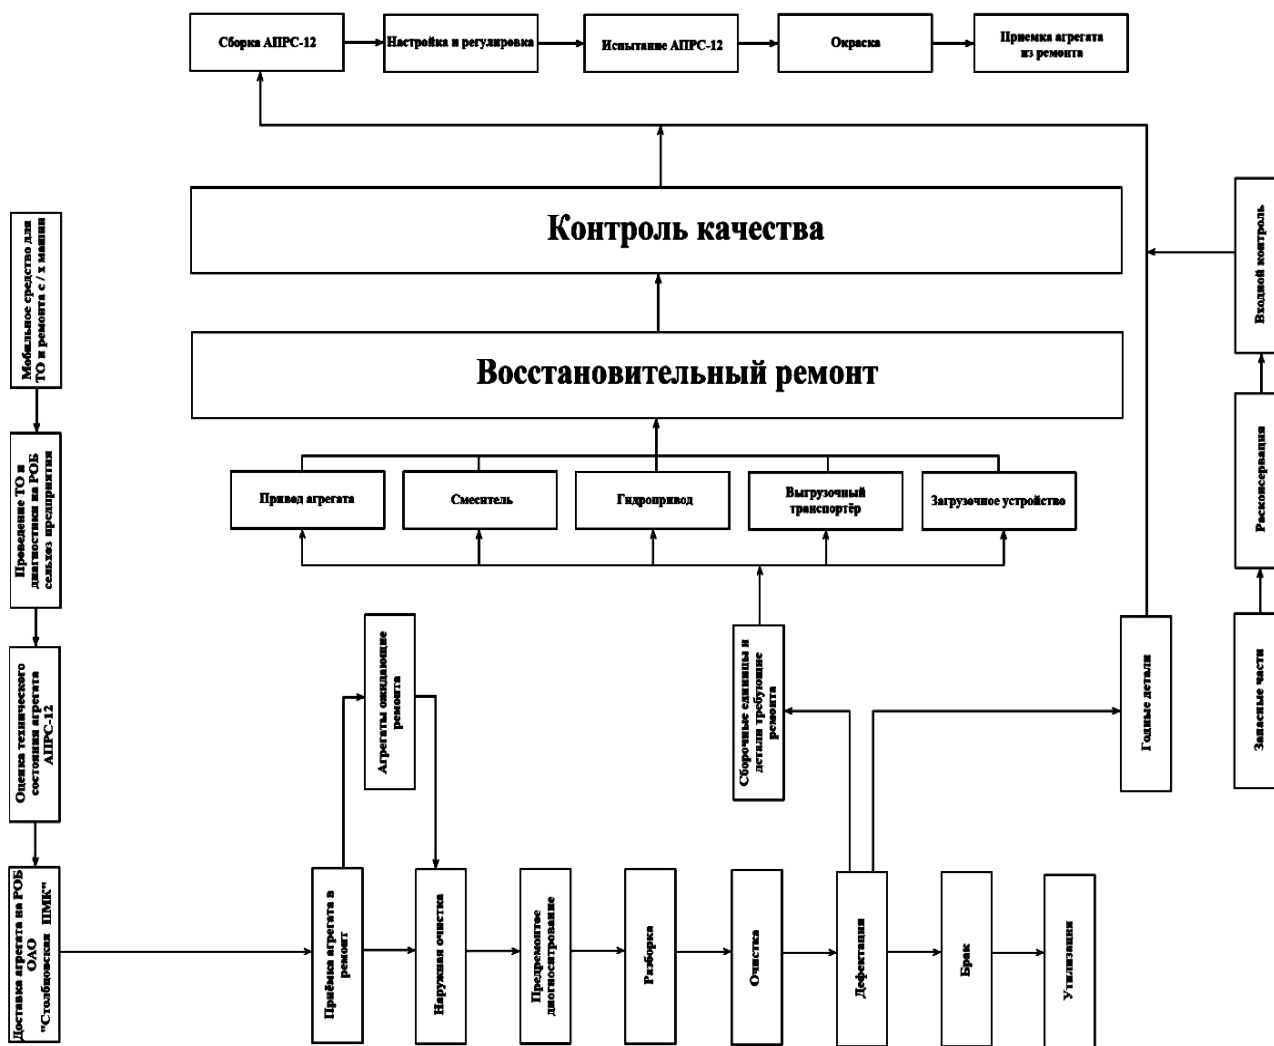 Сборка АПРС-12
Настройка и регулировка
Испытание АПРС-12
Окраска
Приемка агрегата
из ремонта
Контроль качества
Восстановительный ремонт
Привод агрегата
Смеситель
Гидропривод
Выгрузочный
транспортёр
Загрузочное устройство
Мобильное средство для
ТО и ремонта с / х машин
Проведение ТО и
диагностики на РОБ
сельхоз предприятия
Оценка технического
состояния агрегата
АПРС-12
Доставка агрегата на РОБ
ОАО
"Столбцовская ПМК"
Агрегаты ожидающие
ремонта
Сборочные единицы и
детали требующие
ремонта
Годные детали
Входной контроль
Расконсервация
Запасные части
Приёмка агрегата в
ремонт
Наружная очистка
Предремонтое
диогноситрование
Разборка
Очистка
Дефектация
Брак
Утилизация